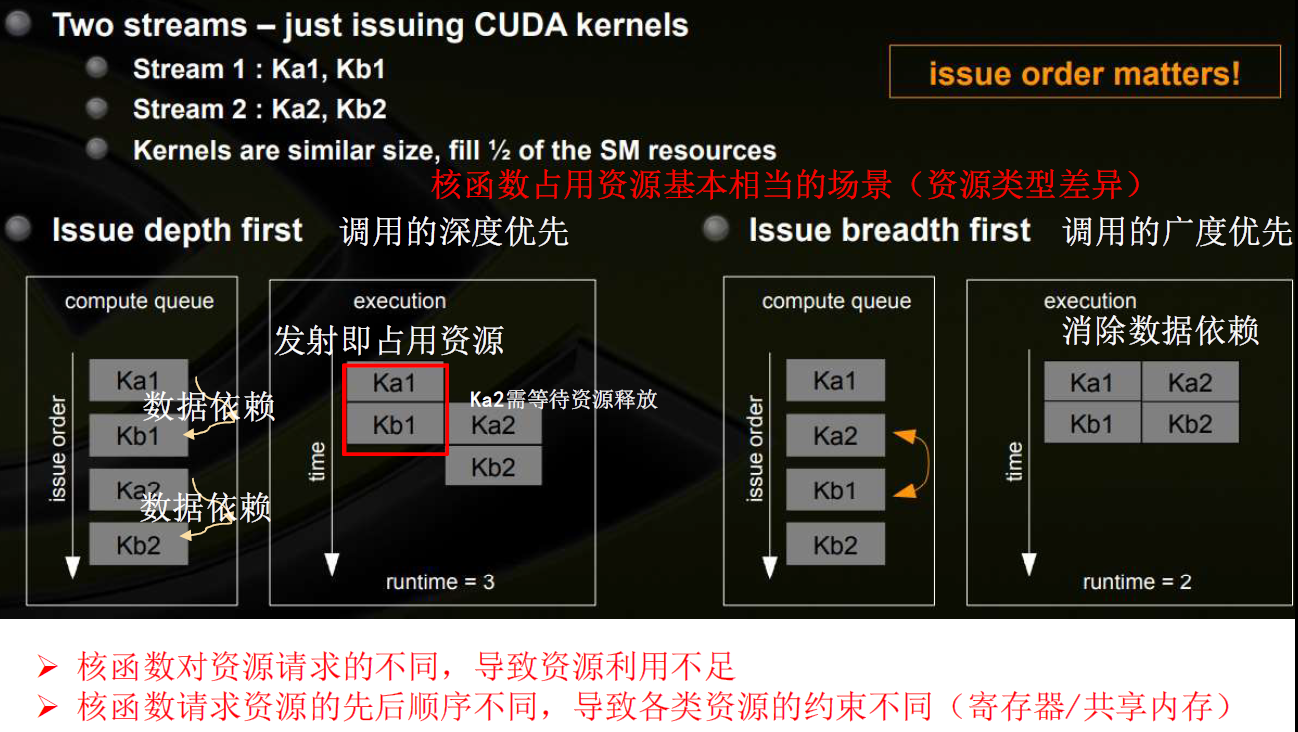 Two streams – just issuing CUDA kernels
issue order matters!
Stream 1 : Ka1, Kb1
Stream 2 : Ka2, Kb2
Kernels are similar size, fill ½ of the SM resources
核函数占用资源基本相当的场景（资源类型差异）
Issue depth first 调用的深度优先
compute queue
issue order
Ka1
数据依赖
Kb1
Ka2
数据依赖
Kb2
execution
发射即占用资源
time
Ka1
Ka2需等待资源释放
Kb1 Ka2
Kb2
runtime = 3
Issue breadth first 调用的广度优先
compute queue
issue order
Ka1
Ka2
Kb1
Kb2
execution
消除数据依赖
time
Ka1 Ka2
Kb1 Kb2
runtime = 2
➢ 核函数对资源请求的不同，导致资源利用不足
➢ 核函数请求资源的先后顺序不同，导致各类资源的约束不同（寄存器/共享内存）